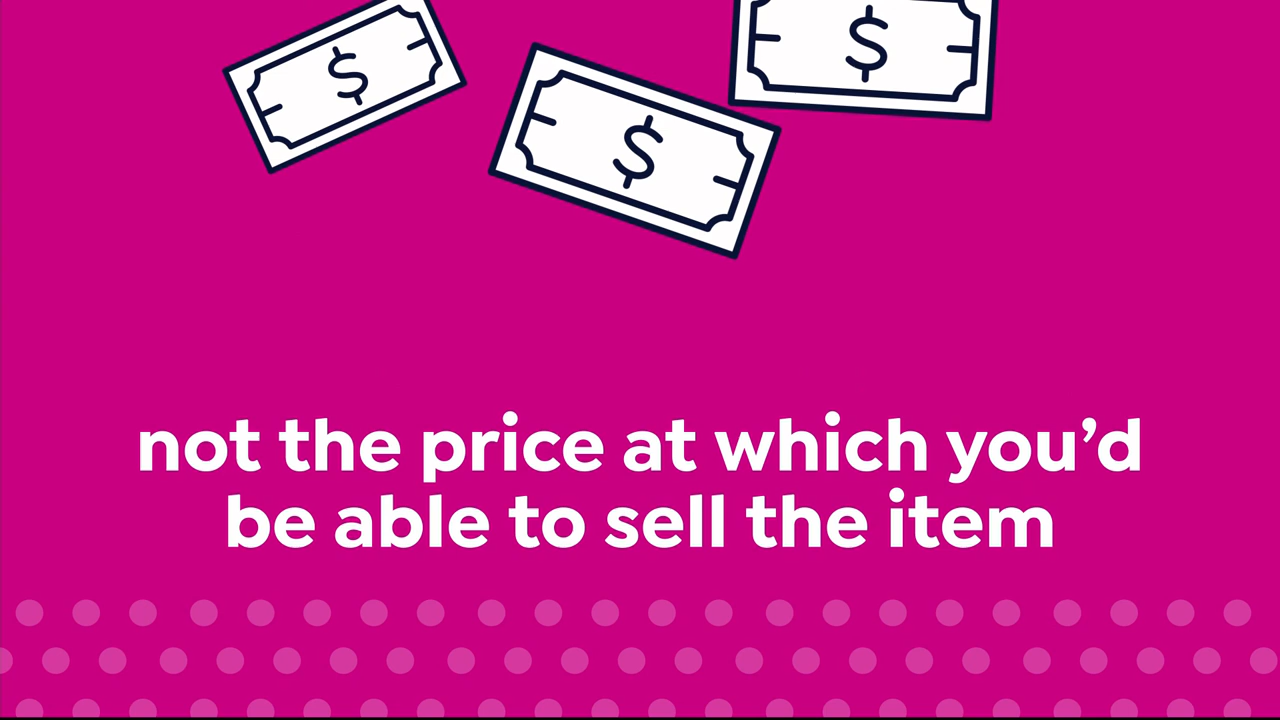 $
$
$
not the price at which you’d
be able to sell the item